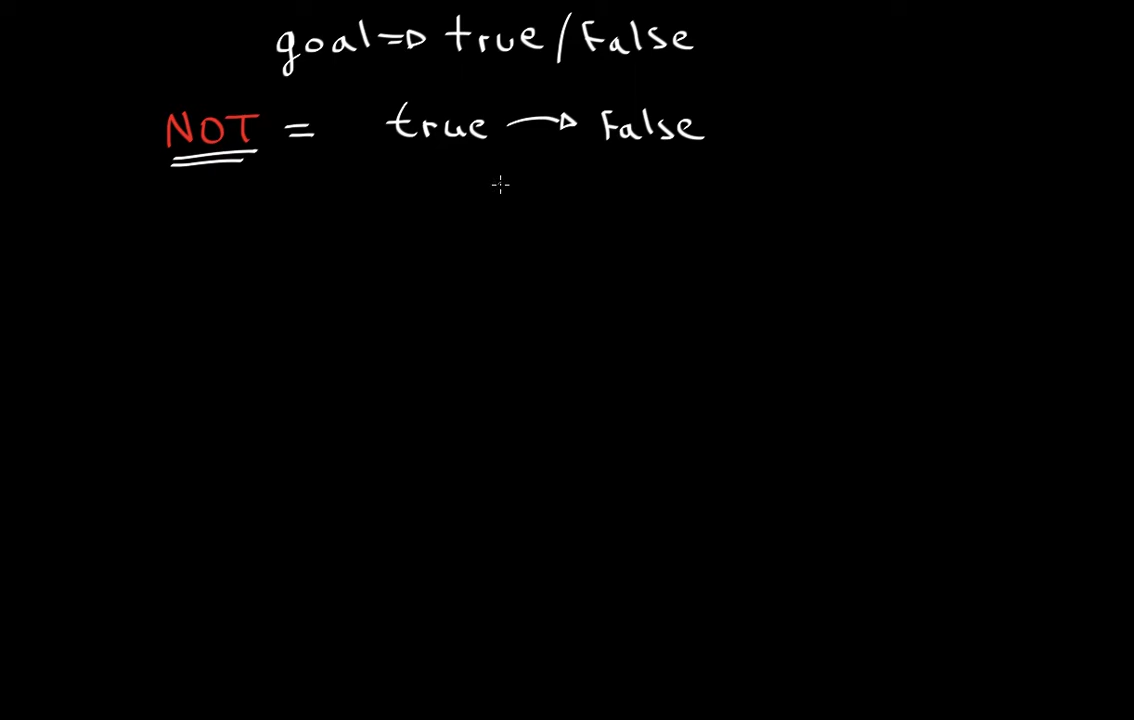 goal⇒ true/False
NOT = true → False